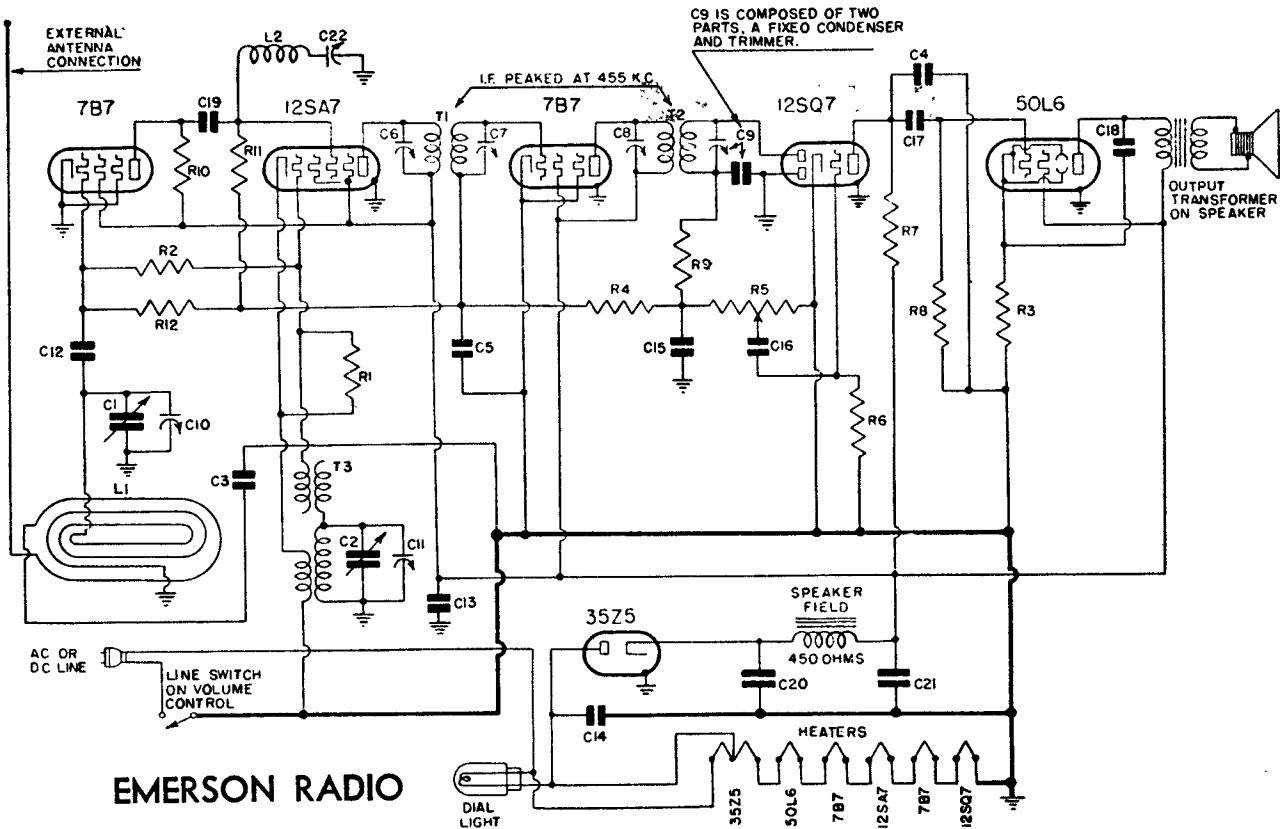 C9 IS COMPOSED OF TWO
PARTS, A FIXEO CONDENSER
AND TRIMMER.
EXTERNAL
ANTENNA
CONNECTION
L2
C22
C4
I.F. PEAKED AT 455 K.C.
7B7
C19
12SA7
T1
7B7
T2
12SQ7
50L6
C6
C7
C8
C9
C17
C18
R10
R11
OUTPUT
TRANSFORMER
ON SPEAKER
R2
R9
R7
R12
R4
R5
R8
R3
C12
C5
C15
C16
R1
R6
C1
C10
C3
T3
L1
C2
C11
C13
SPEAKER
FIELD
35Z5
450 OHMS
AC OR
DC LINE
LINE SWITCH
ON VOLUME
CONTROL
C20
C21
C14
HEATERS
EMERSON RADIO
DIAL
LIGHT
35Z5
50L6
7B7
12SA7
7B7
12SQ7